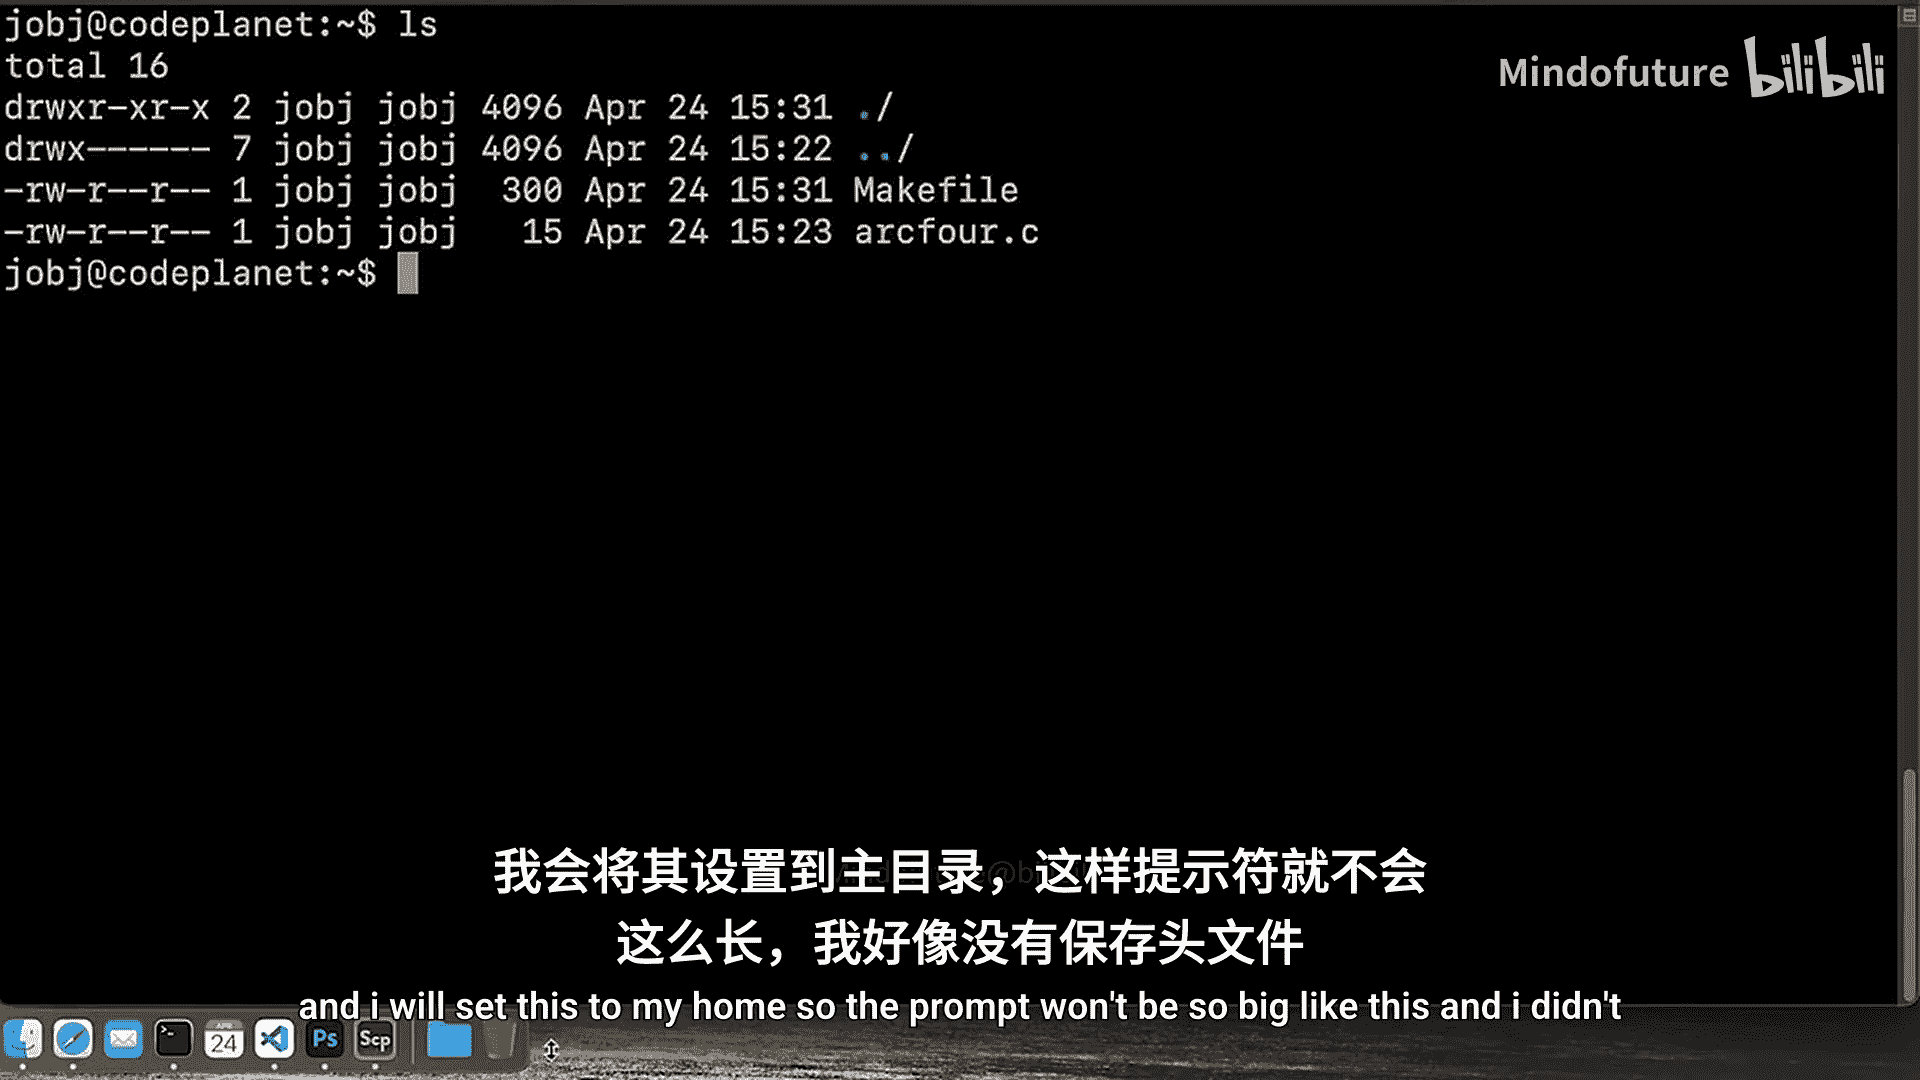 jobj@codeplanet:~$ ls
total 16
drwxr-xr-x 2 jobj jobj 4096 Apr 24 15:31 ./
drwx------ 7 jobj jobj 4096 Apr 24 15:22 ../
-rw-r--r-- 1 jobj jobj  300 Apr 24 15:31 Makefile
-rw-r--r-- 1 jobj jobj   15 Apr 24 15:23 arcfour.c
jobj@codeplanet:~$
Mindofuture bilibili
我会将其设置到主目录，这样提示符就不会
这么长，我好像没有保存头文件
and i will set this to my home so the prompt won't be so big like this and i didn't
APR
24
Ps
Scp